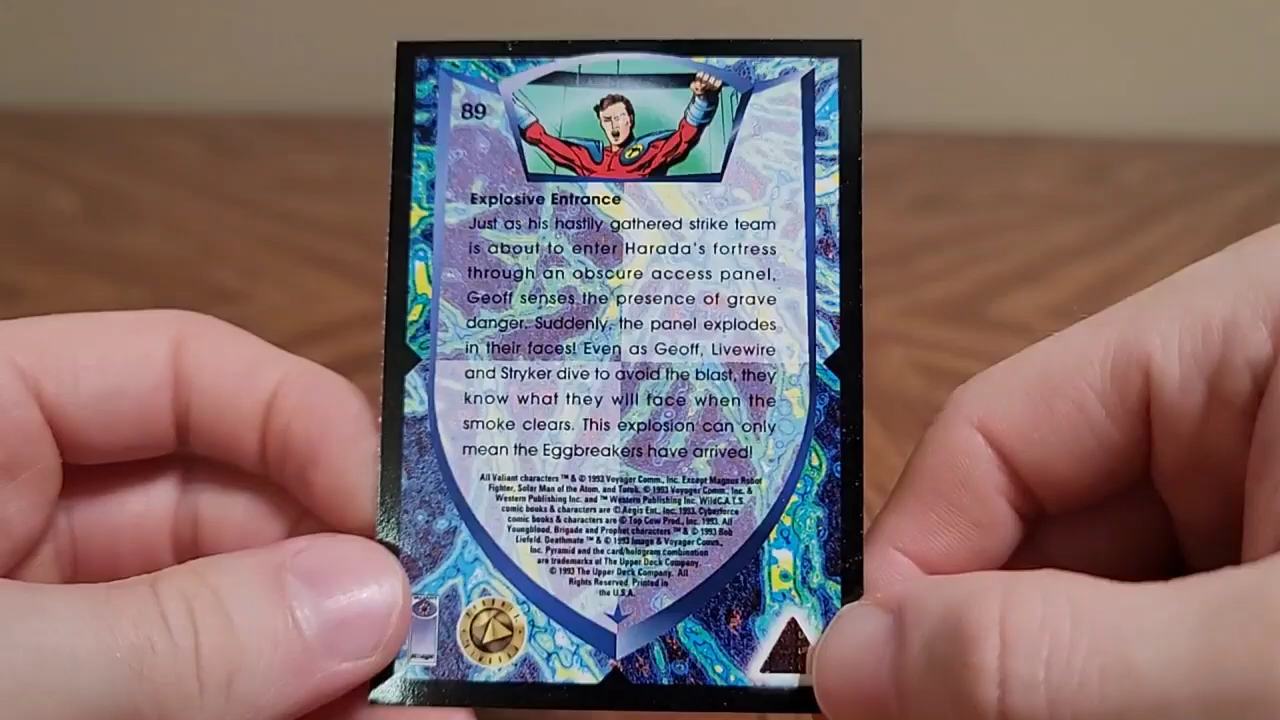 89
Explosive Entrance
Just as his hastily gathered strike team
is about to enter Harada's fortress
through an obscure access panel,
Geoff senses the presence of grave
danger. Suddenly, the panel explodes
in their faces! Even as Geoff, Livewire
and Stryker dive to avoid the blast, they
know what they will face when the
smoke clears. This explosion can only
mean the Eggbreakers have arrived!
All Valiant characters ™ & © 1993 Voyager Comm., Inc. Except Magnus Robot
Fighter, Solar Man of the Atom, and Turok. © 1993 Voyager Comm., Inc. &
Western Publishing Inc. and ™ Western Publishing Inc. WildC.A.T.S.
comic books & characters are © Aegis Ent., Inc. 1993. Cyberforce
comic books & characters are © Top Cow Prod., Inc. 1993. All
Youngblood, Brigade and Prophet characters ™ & © 1993 Rob
Liefeld. Deathmate ™ & © 1993 Image & Voyager Comm.,
Inc. Pyramid and the card/hologram combination
are trademarks of The Upper Deck Company.
© 1993 The Upper Deck Company. All
Rights Reserved. Printed in
the U.S.A.